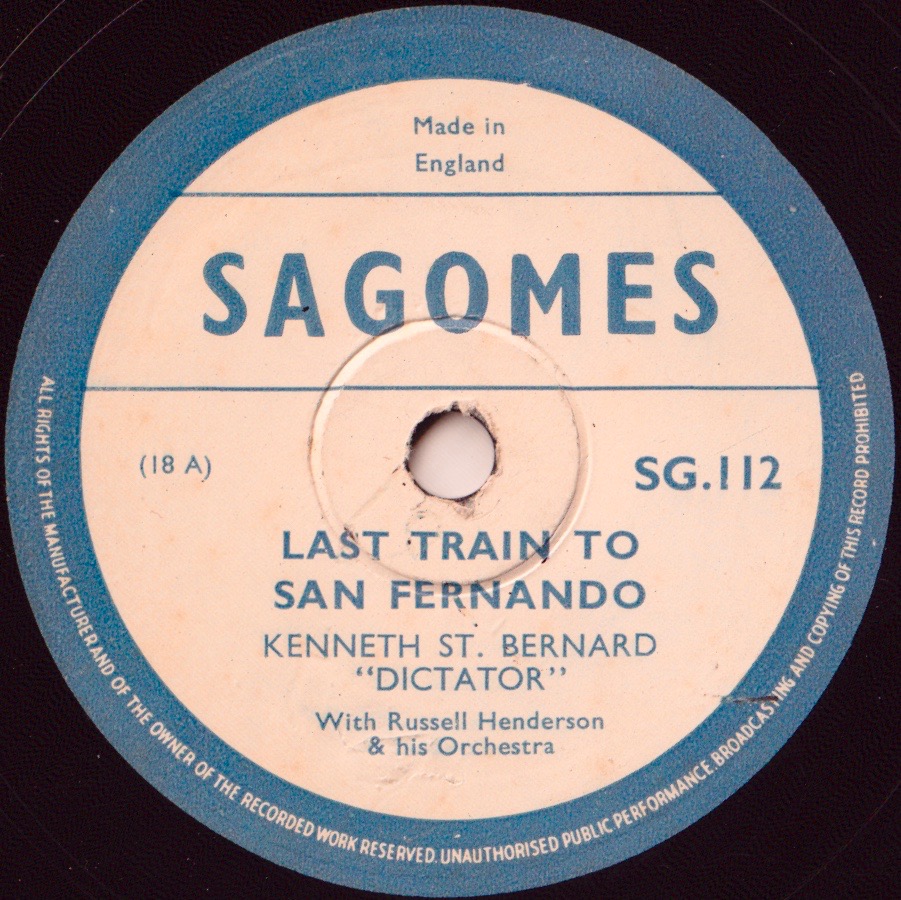 Made in
England
SAGOMES
(18 A)
SG.112
LAST TRAIN TO
SAN FERNANDO
KENNETH ST. BERNARD
"DICTATOR"
With Russell Henderson
& his Orchestra
ALL RIGHTS OF THE MANUFACTURER AND OF THE OWNER OF THE RECORDED WORK RESERVED. UNAUTHORISED PUBLIC PERFORMANCE BROADCASTING AND COPYING OF THIS RECORD PROHIBITED